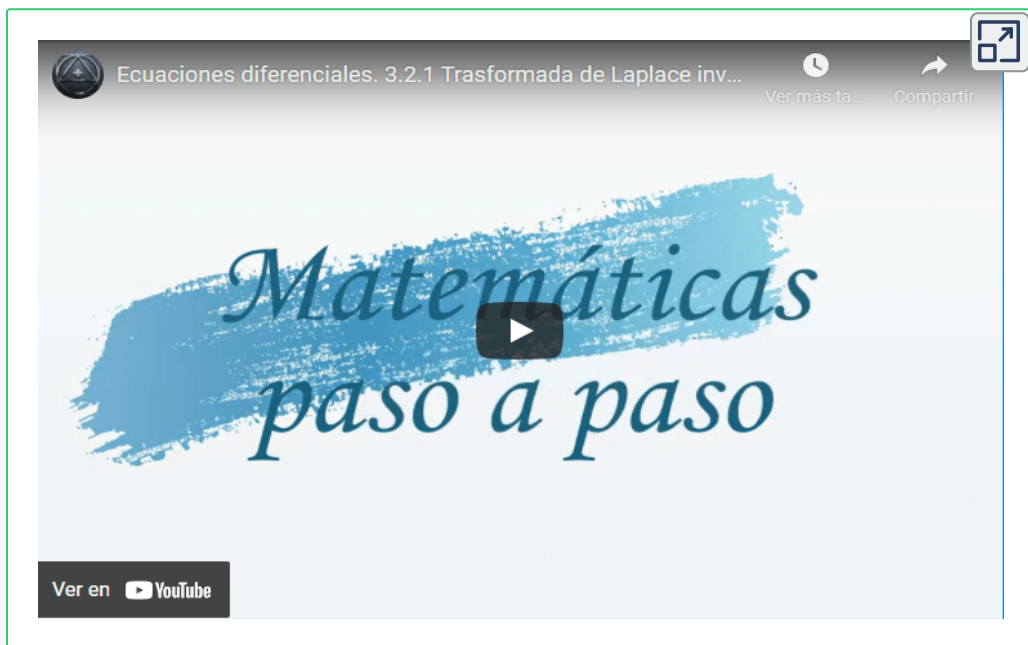 Ecuaciones diferenciales. 3.2.1 Trasformada de Laplace inv...
Ver más ta...
Compartir
Matemáticas
paso a paso
Ver en YouTube